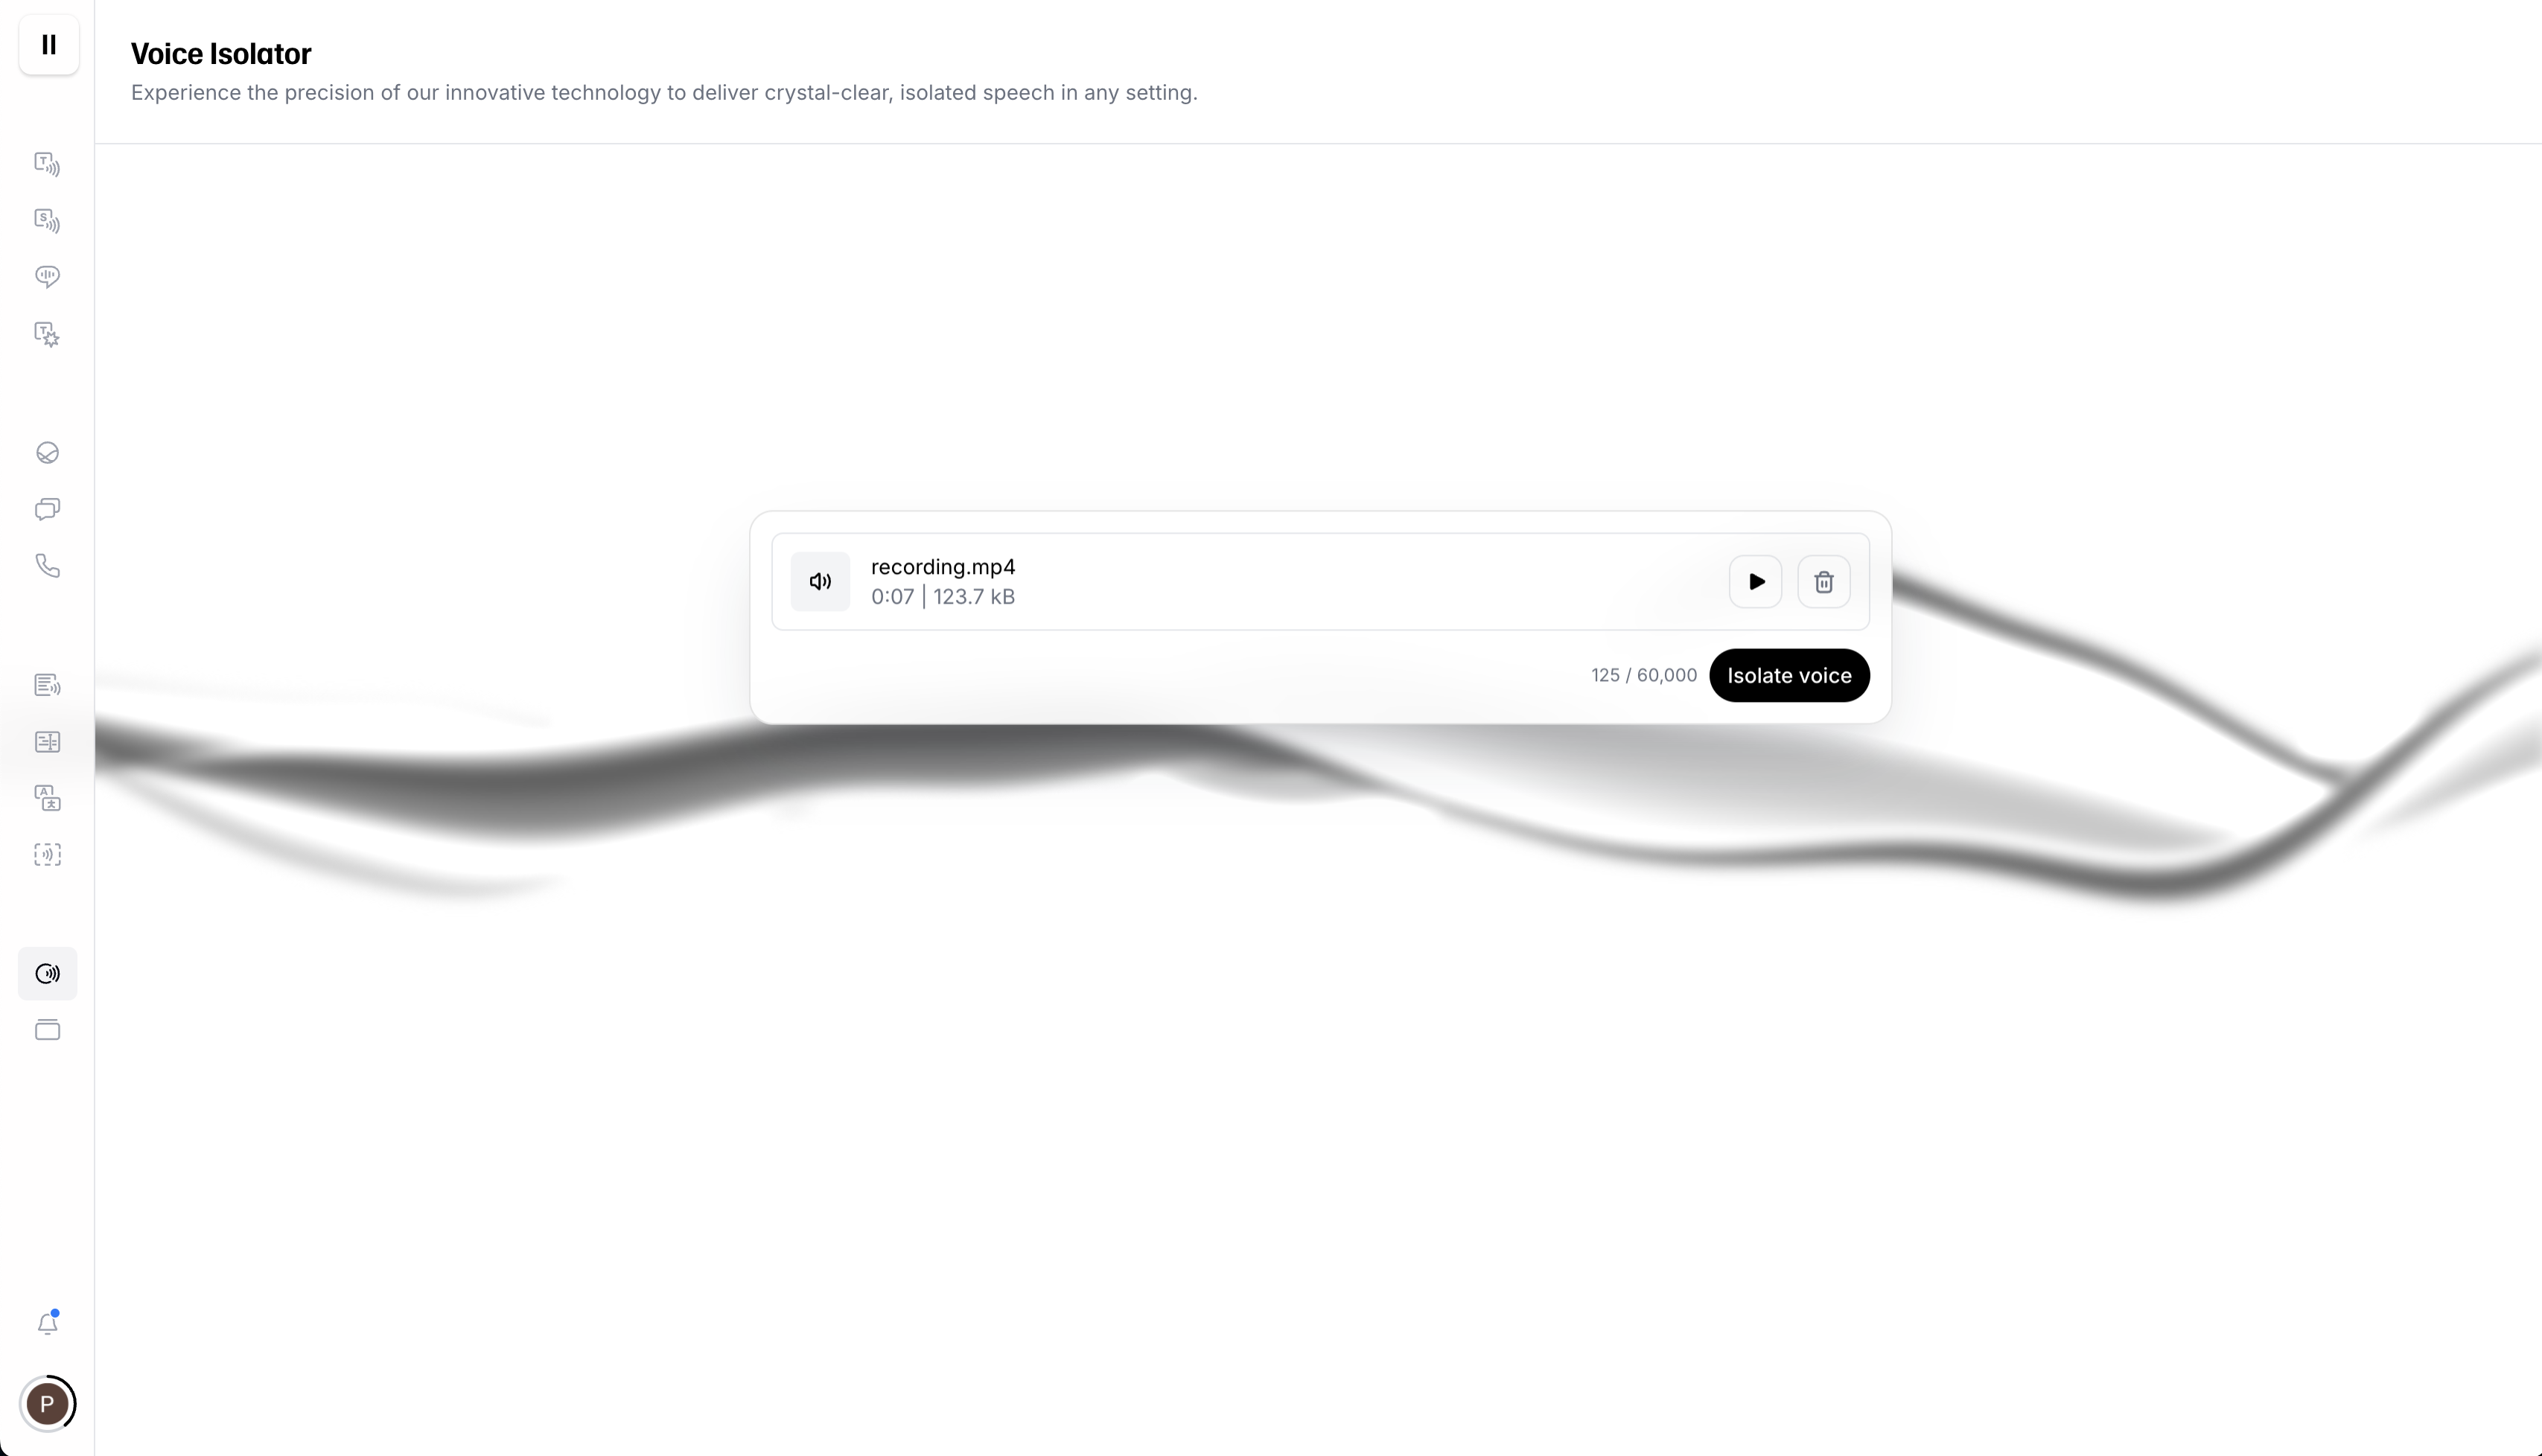 Voice Isolator
Experience the precision of our innovative technology to deliver crystal-clear, isolated speech in any setting.
recording.mp4
0:07 | 123.7 kB
125 / 60,000
Isolate voice
P